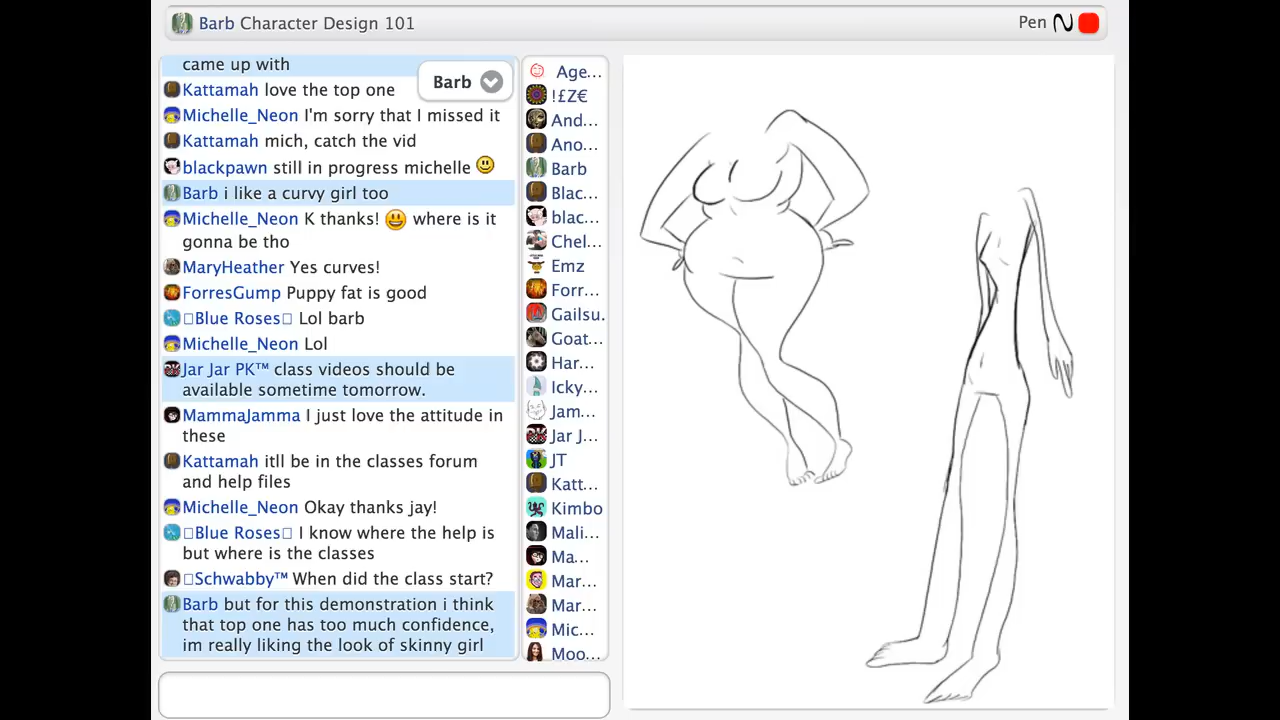 Barb Character Design 101
Pen
came up with
Barb
Kattamah love the top one
Michelle_Neon I'm sorry that I missed it
Kattamah mich, catch the vid
blackpawn still in progress michelle
Barb i like a curvy girl too
Michelle_Neon K thanks! where is it
gonna be tho
MaryHeather Yes curves!
ForresGump Puppy fat is good
Blue Roses Lol barb
Michelle_Neon Lol
Jar Jar PK™ class videos should be
available sometime tomorrow.
MammaJamma I just love the attitude in
these
Kattamah itll be in the classes forum
and help files
Michelle_Neon Okay thanks jay!
Blue Roses I know where the help is
but where is the classes
Schwabby™ When did the class start?
Barb but for this demonstration i think
that top one has too much confidence,
im really liking the look of skinny girl
Age...
!£Z€
And...
Ano...
Barb
Blac...
blac...
Chel...
Emz
Forr...
Gailsu.
Goat...
Har...
Icky...
Jam...
Jar J...
JT
Katt...
Kimbo
Mali...
Ma...
Mar...
Mar...
Mic...
Moo...